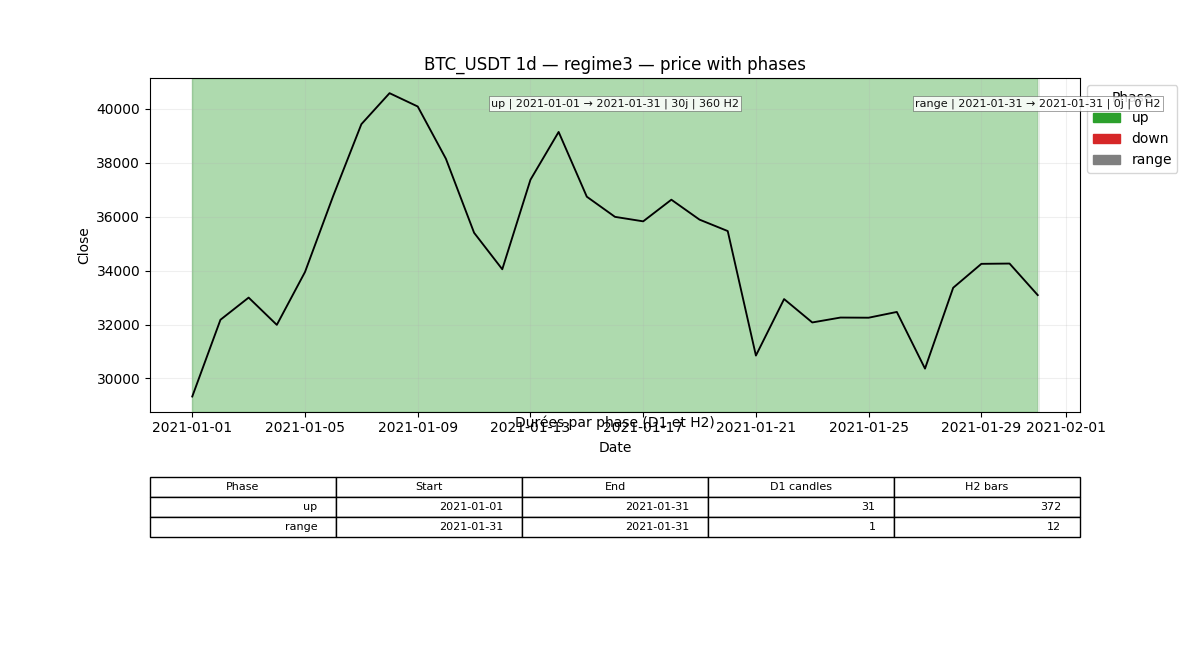 BTC_USDT 1d — regime3 — price with phases
Phase
up | 2021-01-01 → 2021-01-31 | 30j | 360 H2
range | 2021-01-31 → 2021-01-31 | 0j | 0 H2
up
down
range
40000
38000
36000
34000
32000
30000
Close
Durées par phase (D1 et H2)
2021-01-01 2021-01-05 2021-01-09 2021-01-13 2021-01-17 2021-01-21 2021-01-25 2021-01-29 2021-02-01
Date
Phase Start End D1 candles H2 bars
up 2021-01-01 2021-01-31 31 372
range 2021-01-31 2021-01-31 1 12